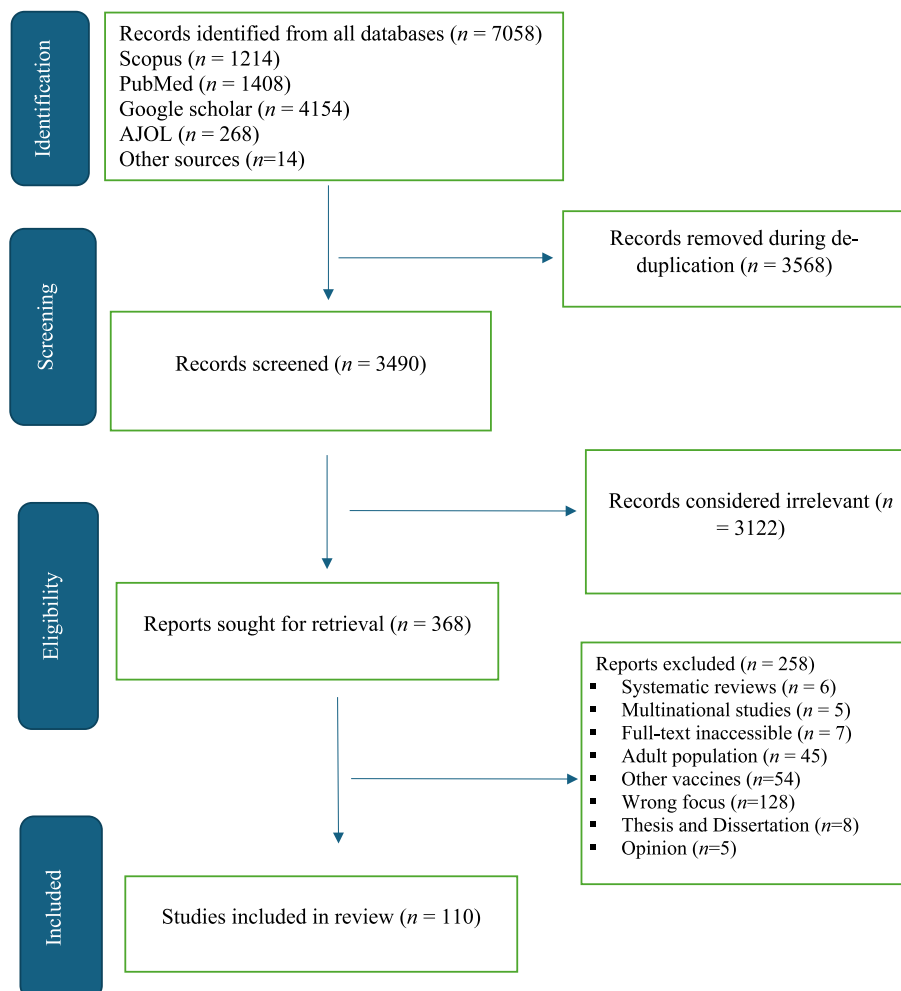 Identification
Records identified from all databases (n = 7058)
Scopus (n = 1214)
PubMed (n = 1408)
Google scholar (n = 4154)
AJOL (n = 268)
Other sources (n=14)
Screening
Records removed during de-
duplication (n = 3568)
Records screened (n = 3490)
Records considered irrelevant (n
= 3122)
Eligibility
Reports sought for retrieval (n = 368)
Reports excluded (n = 258)
▪ Systematic reviews (n = 6)
▪ Multinational studies (n = 5)
▪ Full-text inaccessible (n = 7)
▪ Adult population (n = 45)
▪ Other vaccines (n=54)
▪ Wrong focus (n=128)
▪ Thesis and Dissertation (n=8)
▪ Opinion (n=5)
Included
Studies included in review (n = 110)